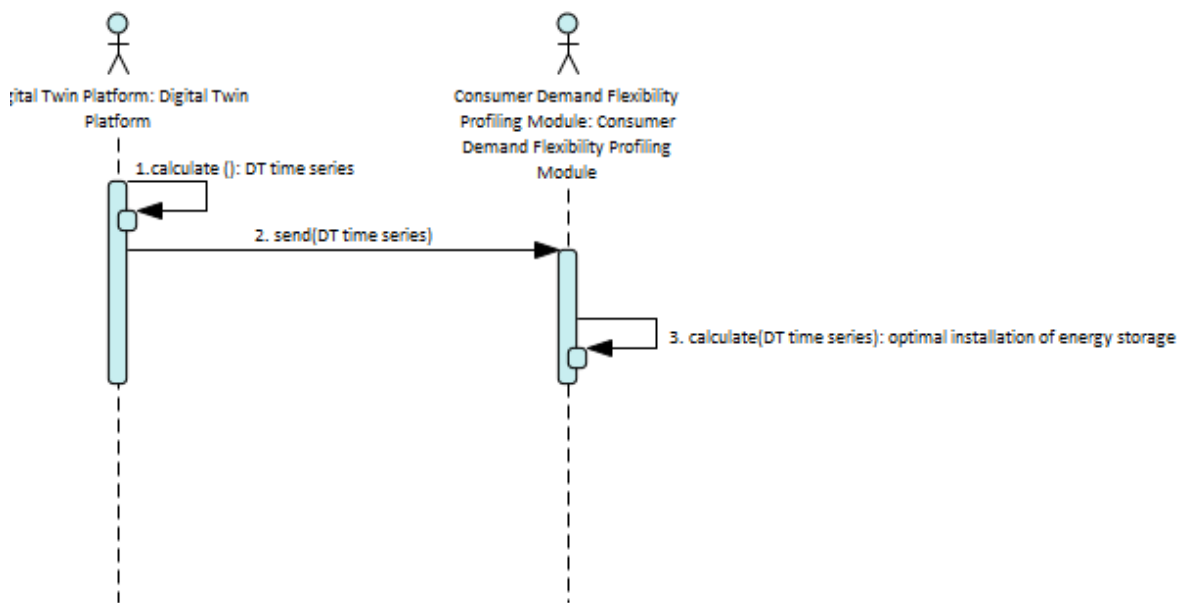 Twin Platform: Digital Twin
Platform
Consumer Demand Flexibility
Profiling Module: Consumer
Demand Flexibility Profiling
Module
1.calculate (): DT time series
2. send(DT time series)
3. calculate(DT time series): optimal installation of energy storage